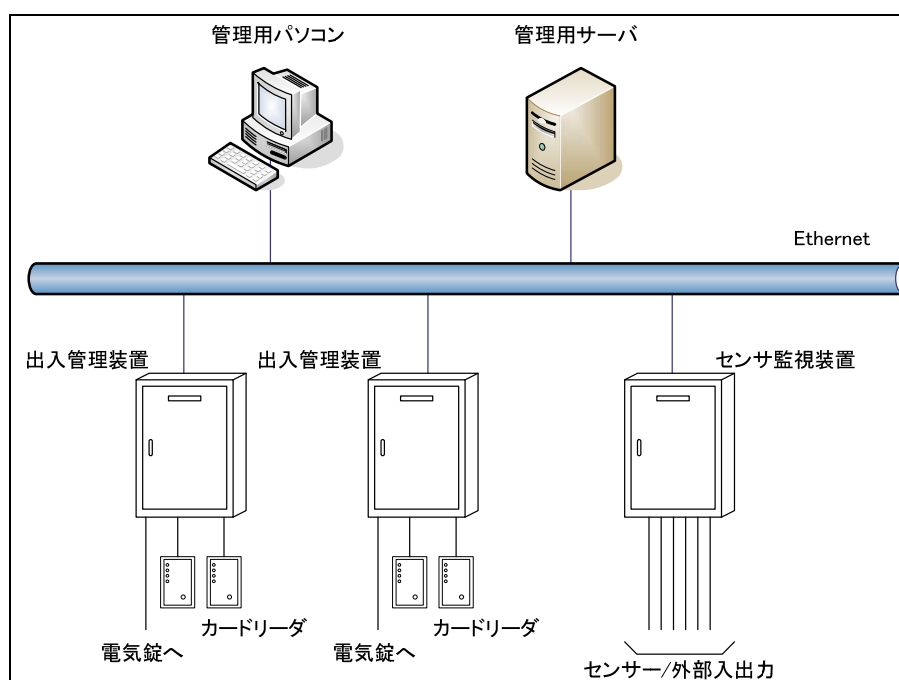 管理用パソコン
管理用サーバ
Ethernet
出入管理装置
出入管理装置
センサ監視装置
カードリーダ
カードリーダ
電気錠へ
電気錠へ
センサー/外部入出力